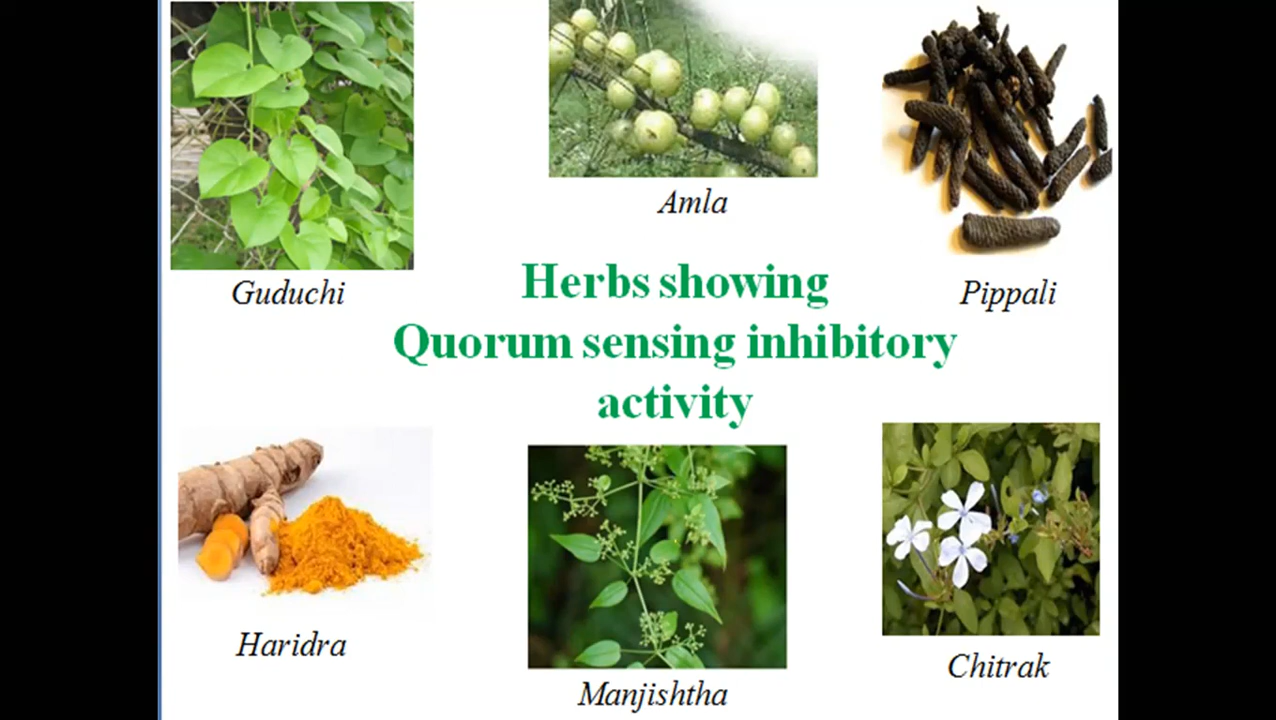 Amla
Guduchi
Pippali
Herbs showing
Quorum sensing inhibitory
activity
Haridra
Manjishtha
Chitrak